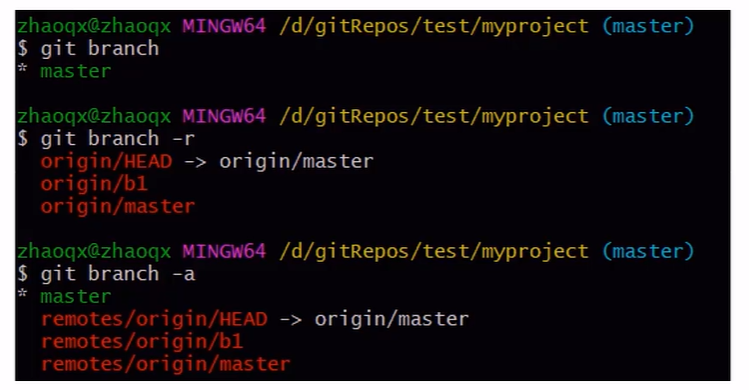 zhaoqx@zhaoqx MINGW64 /d/gitRepos/test/myproject (master)
$ git branch
* master
zhaoqx@zhaoqx MINGW64 /d/gitRepos/test/myproject (master)
$ git branch -r
  origin/HEAD -> origin/master
  origin/b1
  origin/master
zhaoqx@zhaoqx MINGW64 /d/gitRepos/test/myproject (master)
$ git branch -a
* master
  remotes/origin/HEAD -> origin/master
  remotes/origin/b1
  remotes/origin/master